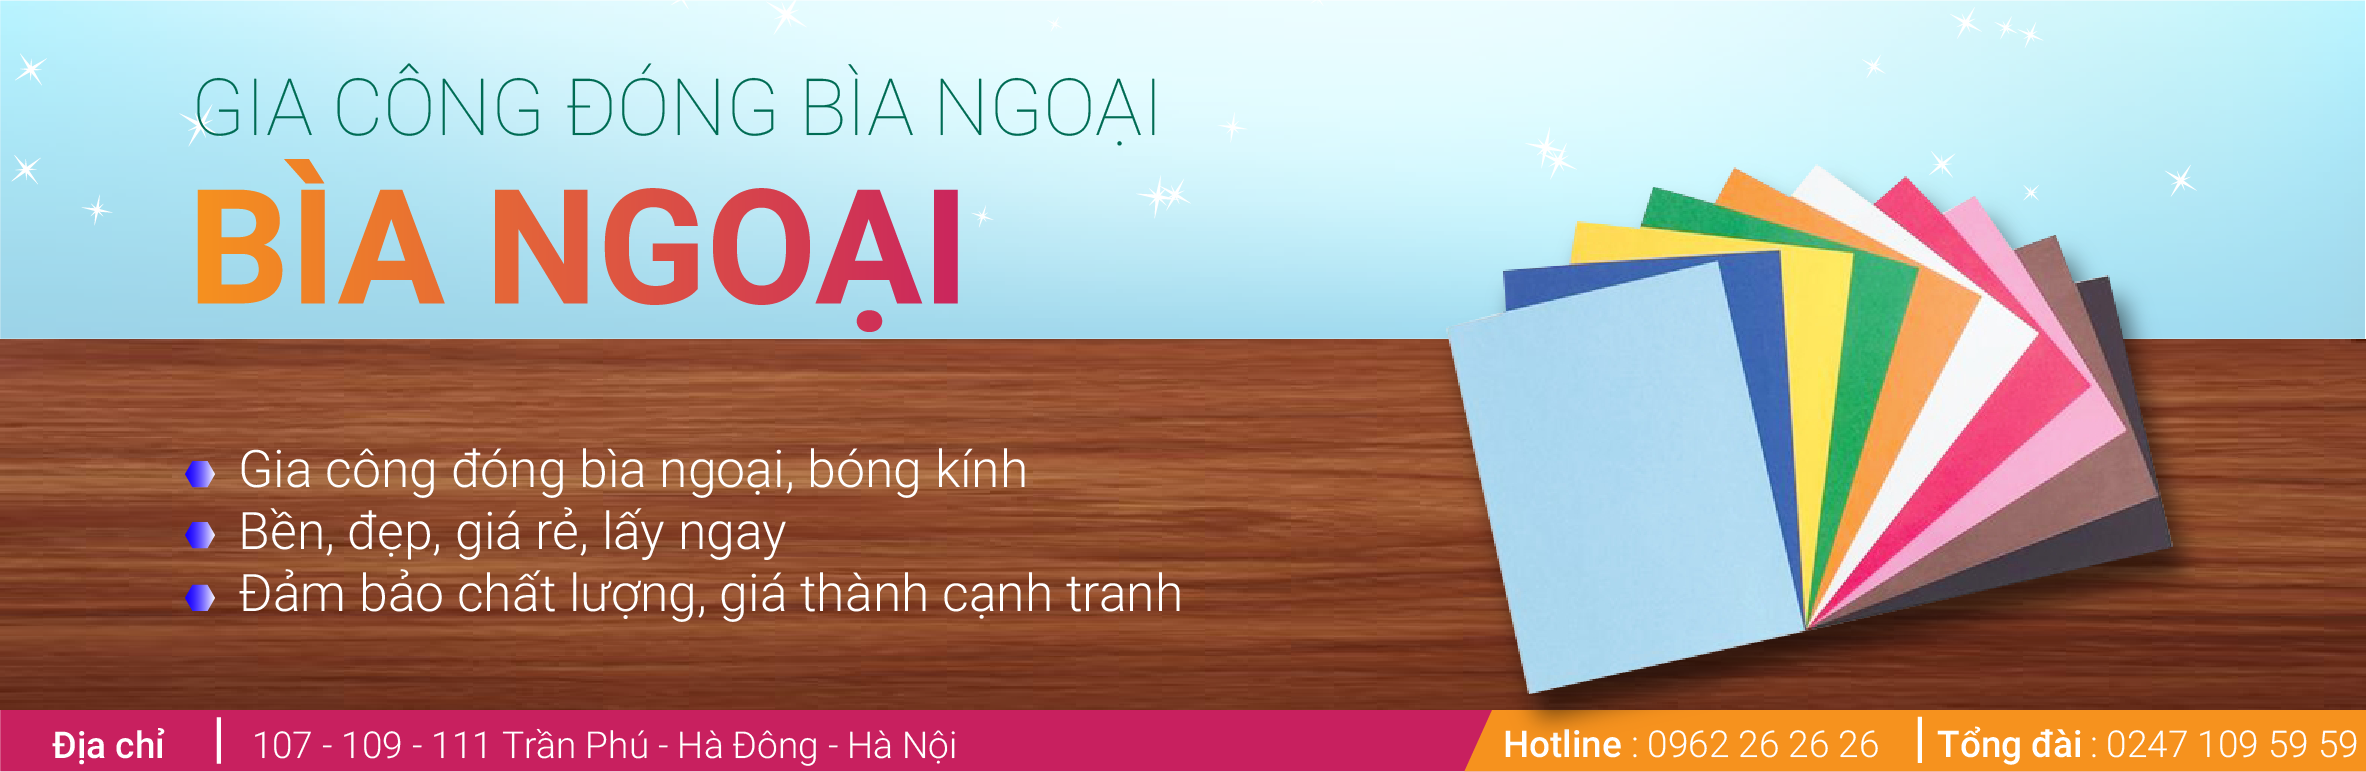 GIA CÔNG ĐÓNG BÌA NGOẠI
BÌA NGOẠI
Gia công đóng bìa ngoại, bóng kính
Bền, đẹp, giá rẻ, lấy ngay
Đảm bảo chất lượng, giá thành cạnh tranh
Địa chỉ | 107 - 109 - 111 Trần Phú - Hà Đông - Hà Nội
Hotline : 0962 26 26 26 | Tổng đài : 0247 109 59 59